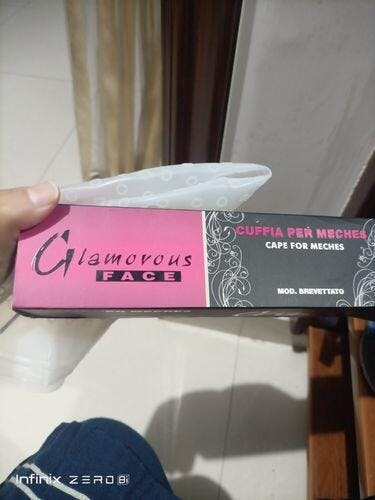 Glamorous
FACE
CUFFIA PER MECHES
CAPE FOR MECHES
MOD. BREVETTATO
Infinix ZERO 8i